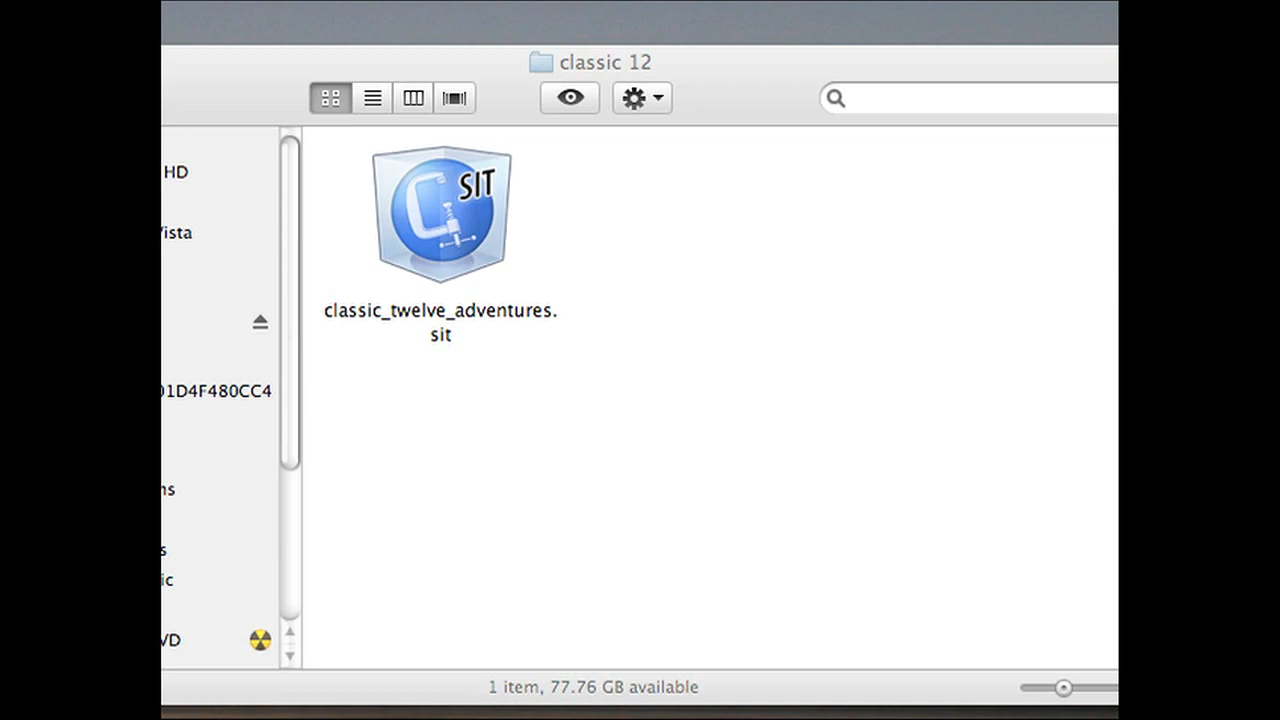 classic 12
HD
Vista
SIT
classic_twelve_adventures.
sit
01D4F480CC4
ns
s
ic
VD
1 item, 77.76 GB available